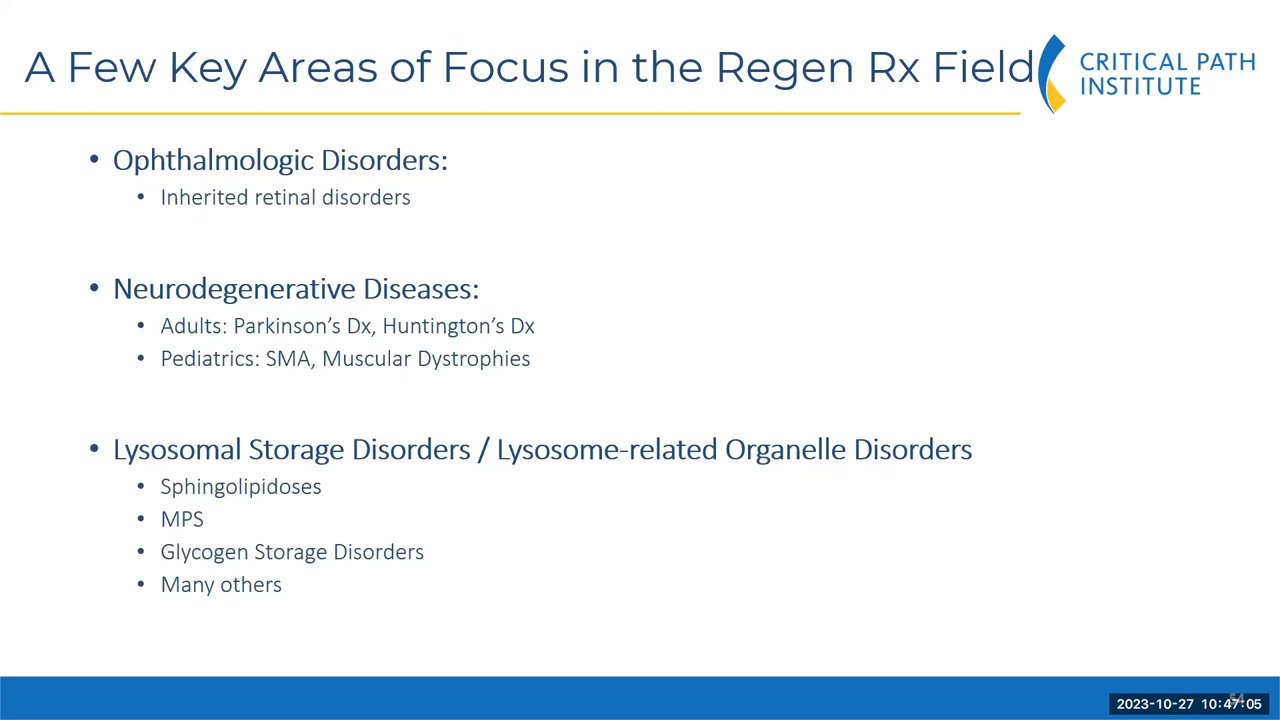 A Few Key Areas of Focus in the Regen Rx Field
CRITICAL PATH
INSTITUTE
• Ophthalmologic Disorders:
• Inherited retinal disorders
• Neurodegenerative Diseases:
• Adults: Parkinson’s Dx, Huntington’s Dx
• Pediatrics: SMA, Muscular Dystrophies
• Lysosomal Storage Disorders / Lysosome-related Organelle Disorders
• Sphingolipidoses
• MPS
• Glycogen Storage Disorders
• Many others
54
2023-10-27 10:47:05